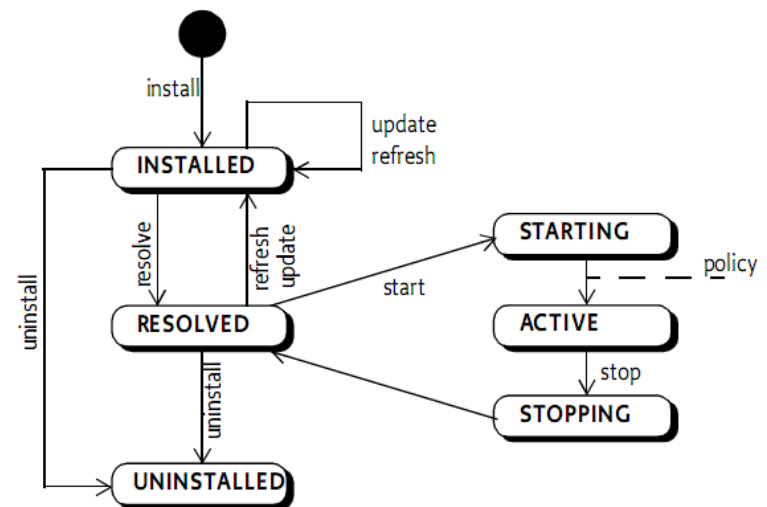 install
update
refresh
INSTALLED
resolve
refresh
update
STARTING
policy
start
uninstall
RESOLVED
ACTIVE
uninstall
stop
STOPPING
UNINSTALLED